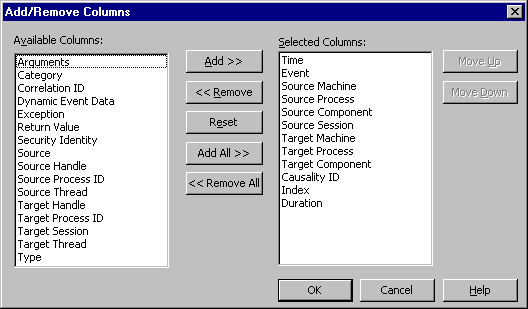 Add/Remove Columns
Available Columns:
Arguments
Category
Correlation ID
Dynamic Event Data
Exception
Return Value
Security Identity
Source
Source Handle
Source Process ID
Source Thread
Target Handle
Target Process ID
Target Session
Target Thread
Type
Add >>
<< Remove
Reset
Add All >>
<< Remove All
Selected Columns:
Time
Event
Source Machine
Source Process
Source Component
Source Session
Target Machine
Target Process
Target Component
Causality ID
Index
Duration
Move Up
Move Down
OK
Cancel
Help